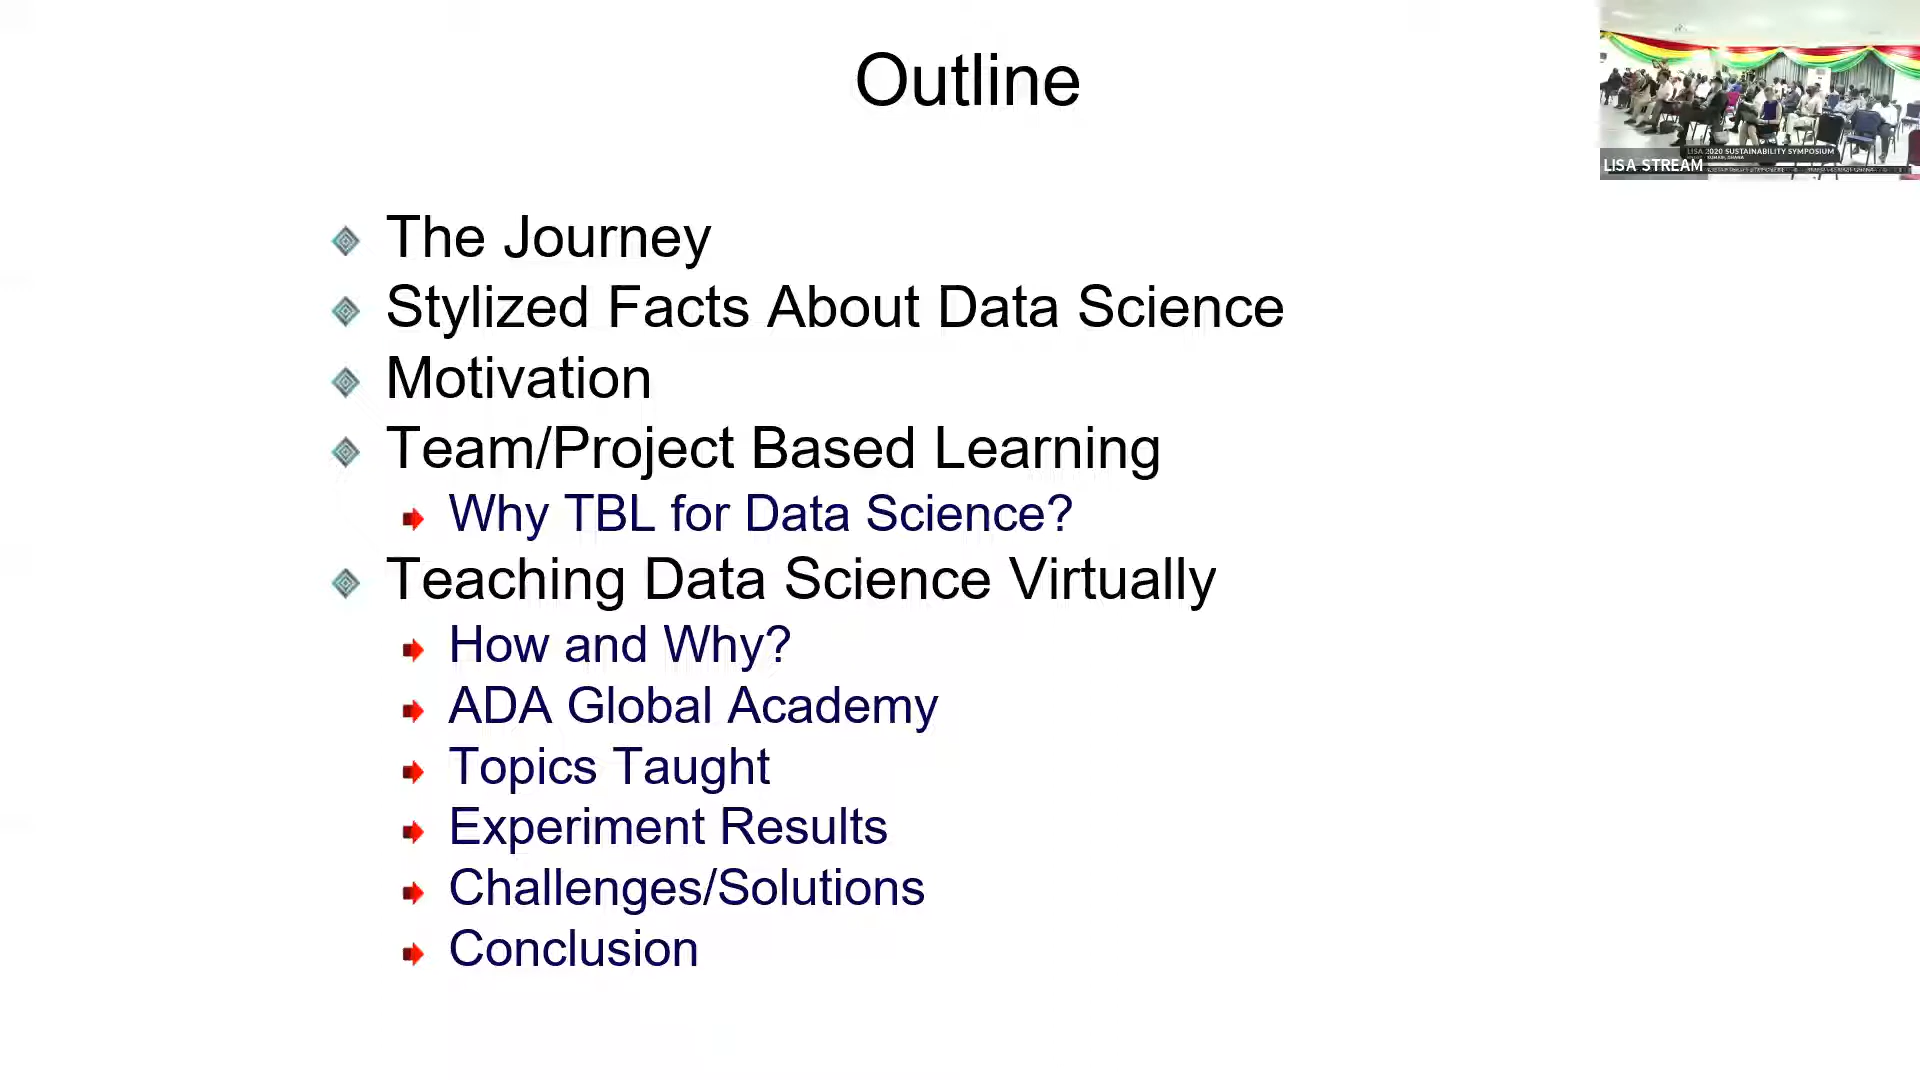 Outline
The Journey
Stylized Facts About Data Science
Motivation
Team/Project Based Learning
Why TBL for Data Science?
Teaching Data Science Virtually
How and Why?
ADA Global Academy
Topics Taught
Experiment Results
Challenges/Solutions
Conclusion
LISA 2020 SUSTAINABILITY SYMPOSIUM
LISA STREAM